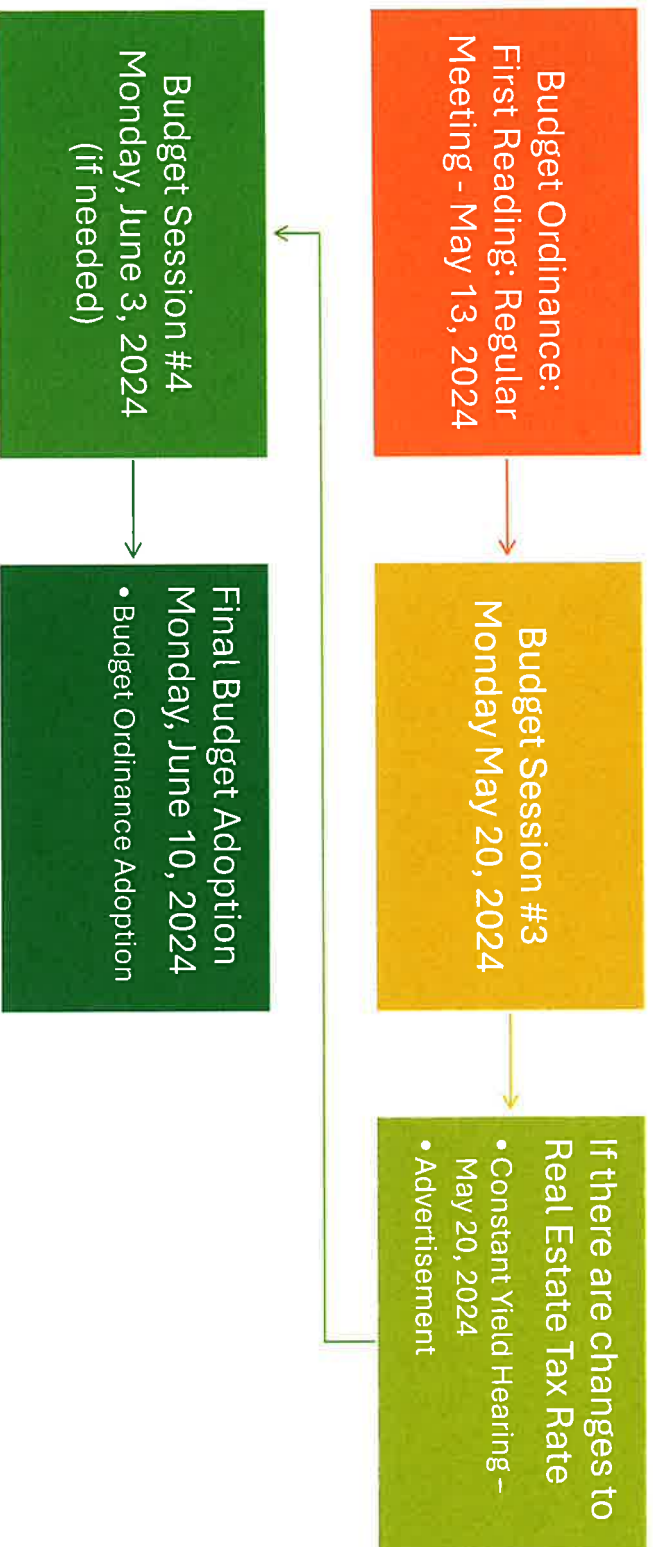 Budget Ordinance:
First Reading: Regular
Meeting - May 13, 2024
Budget Session #3
Monday May 20, 2024
If there are changes to
Real Estate Tax Rate
• Constant Yield Hearing –
May 20, 2024
• Advertisement
Budget Session #4
Monday, June 3, 2024
(if needed)
Final Budget Adoption
Monday, June 10, 2024
• Budget Ordinance Adoption